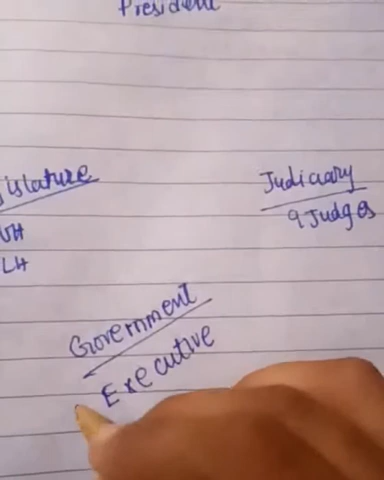 President
islature
Judiciary
9 Judges
UH
LH
Government
Executive